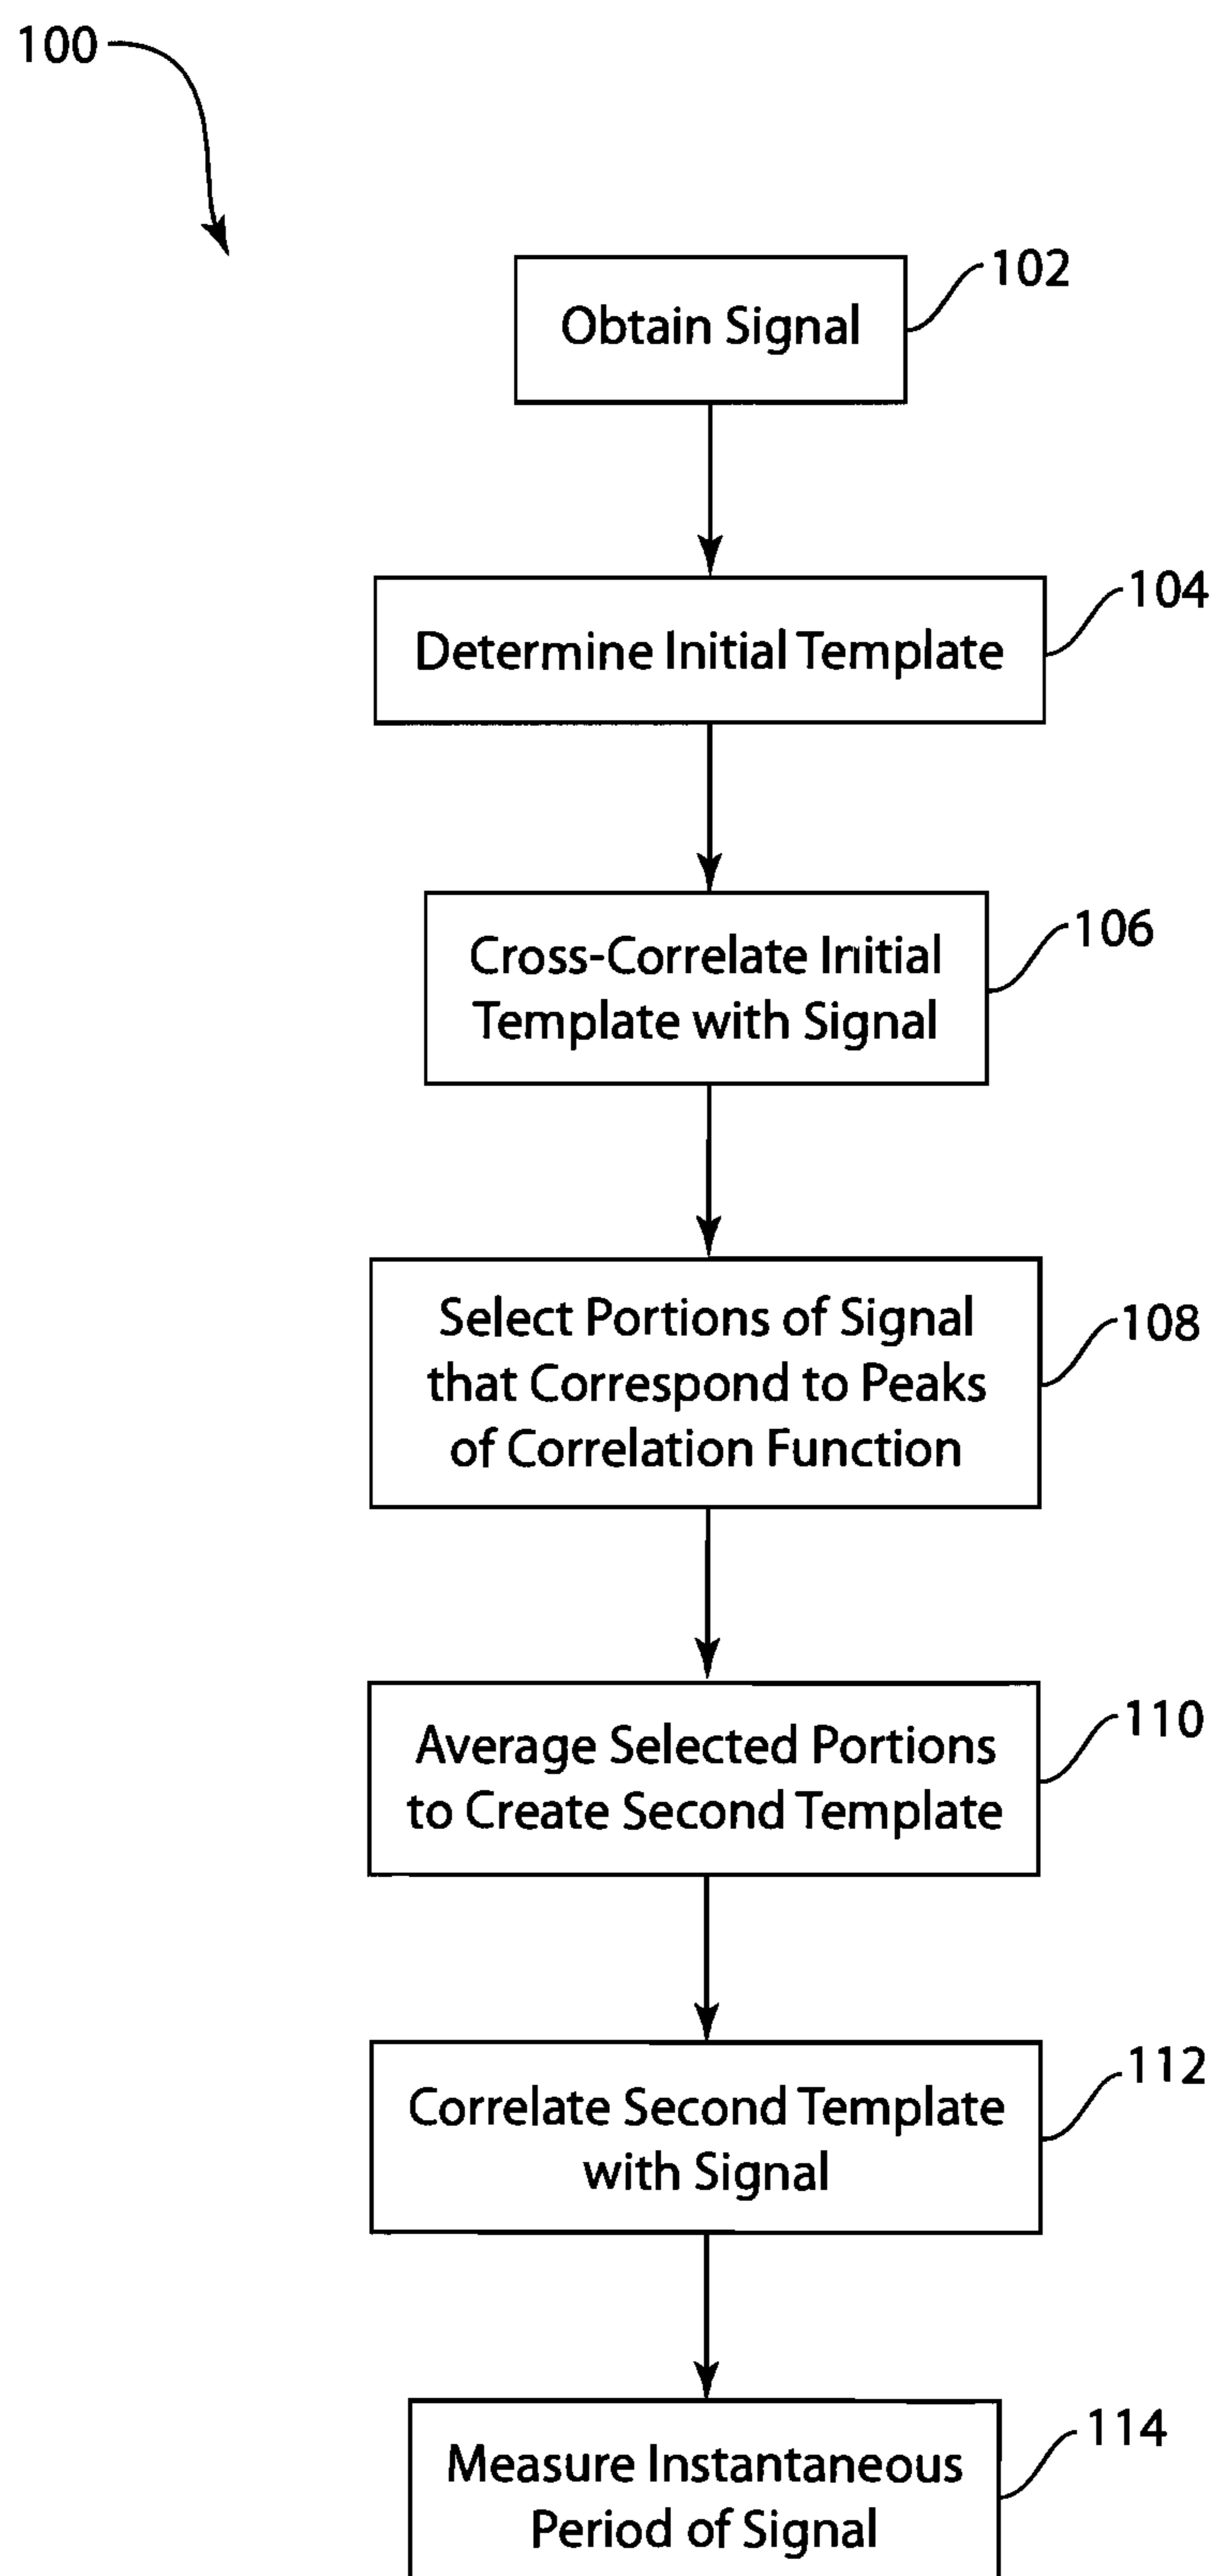 100
Obtain Signal
102
Determine Initial Template
104
Cross-Correlate Initial
Template with Signal
106
Select Portions of Signal
that Correspond to Peaks
of Correlation Function
108
Average Selected Portions
to Create Second Template
110
Correlate Second Template
with Signal
112
Measure Instantaneous
Period of Signal
114